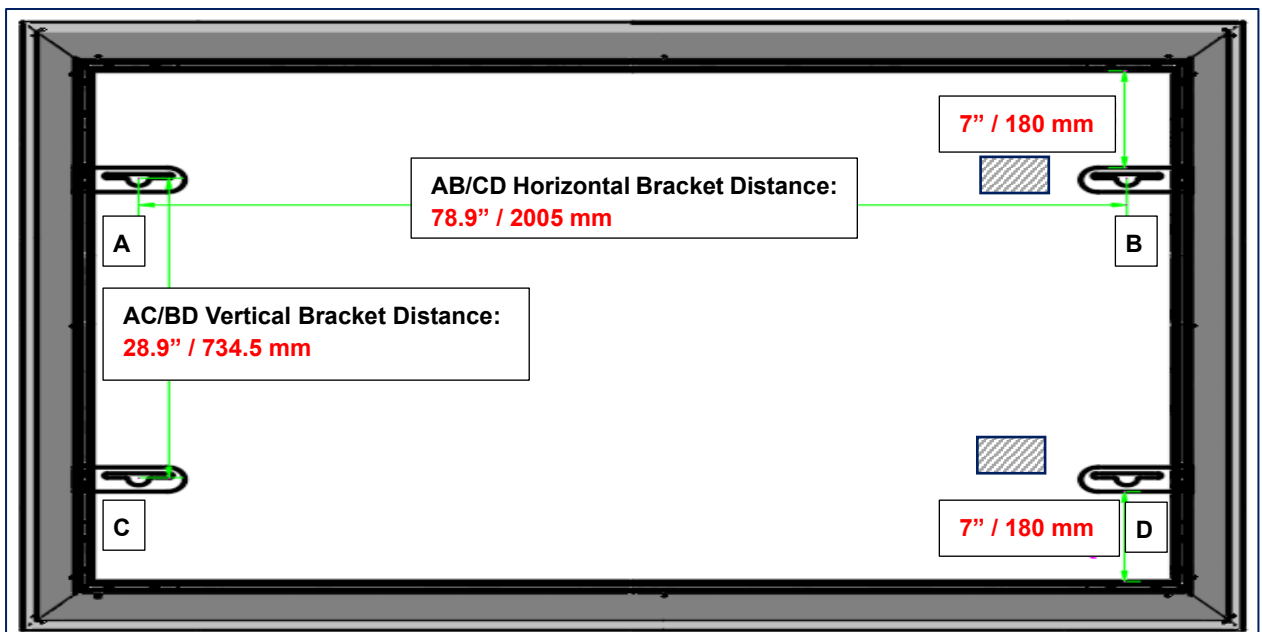 7” / 180 mm
AB/CD Horizontal Bracket Distance:
78.9” / 2005 mm
A
B
AC/BD Vertical Bracket Distance:
28.9” / 734.5 mm
C
7” / 180 mm
D